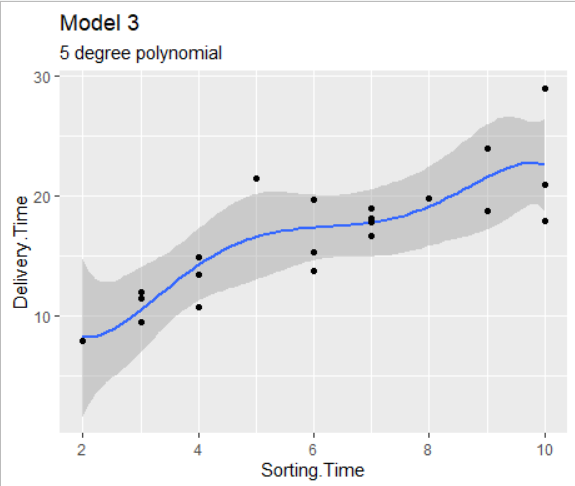 Model 3
5 degree polynomial
30
20
10
Delivery.Time
2 4 6 8 10
Sorting.Time